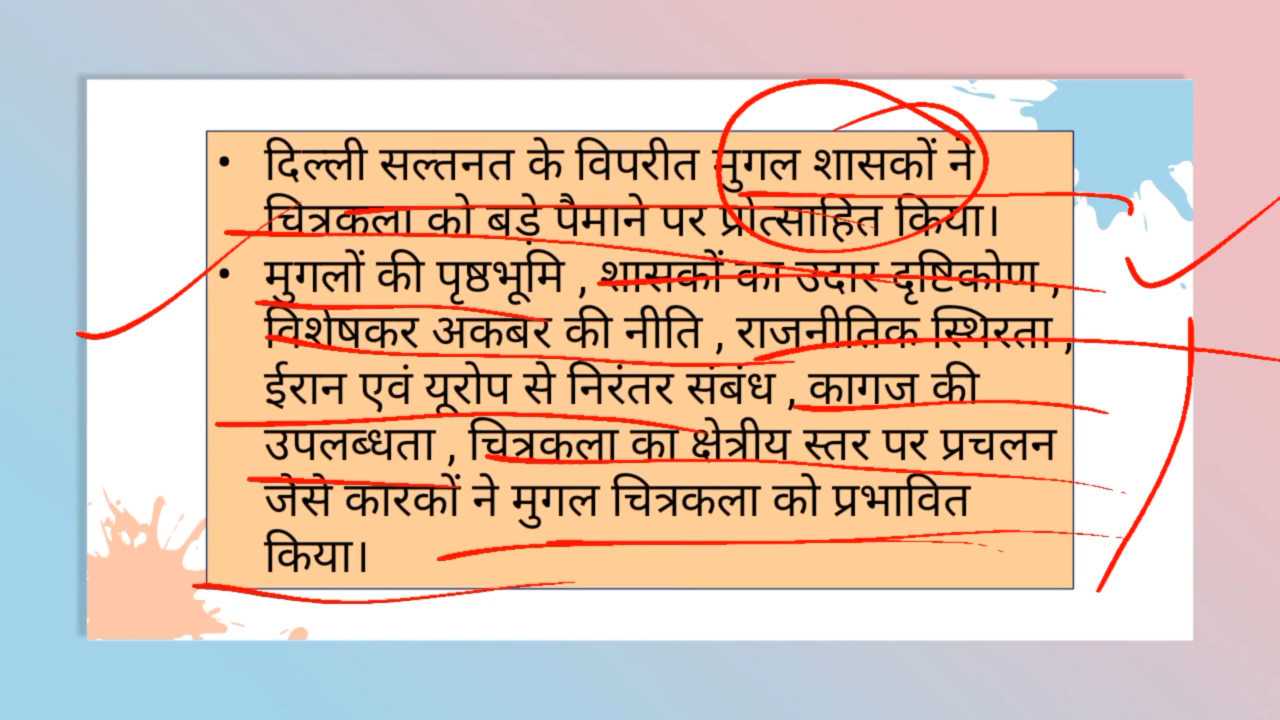 • दिल्ली सल्तनत के विपरीत मुगल शासकों ने
चित्रकला को बड़े पैमाने पर प्रोत्साहित किया।
• मुगलों की पृष्ठभूमि , शासकों का उदार दृष्टिकोण ,
विशेषकर अकबर की नीति , राजनीतिक स्थिरता ,
ईरान एवं यूरोप से निरंतर संबंध , कागज की
उपलब्धता , चित्रकला का क्षेत्रीय स्तर पर प्रचलन
जेसे कारकों ने मुगल चित्रकला को प्रभावित
किया।